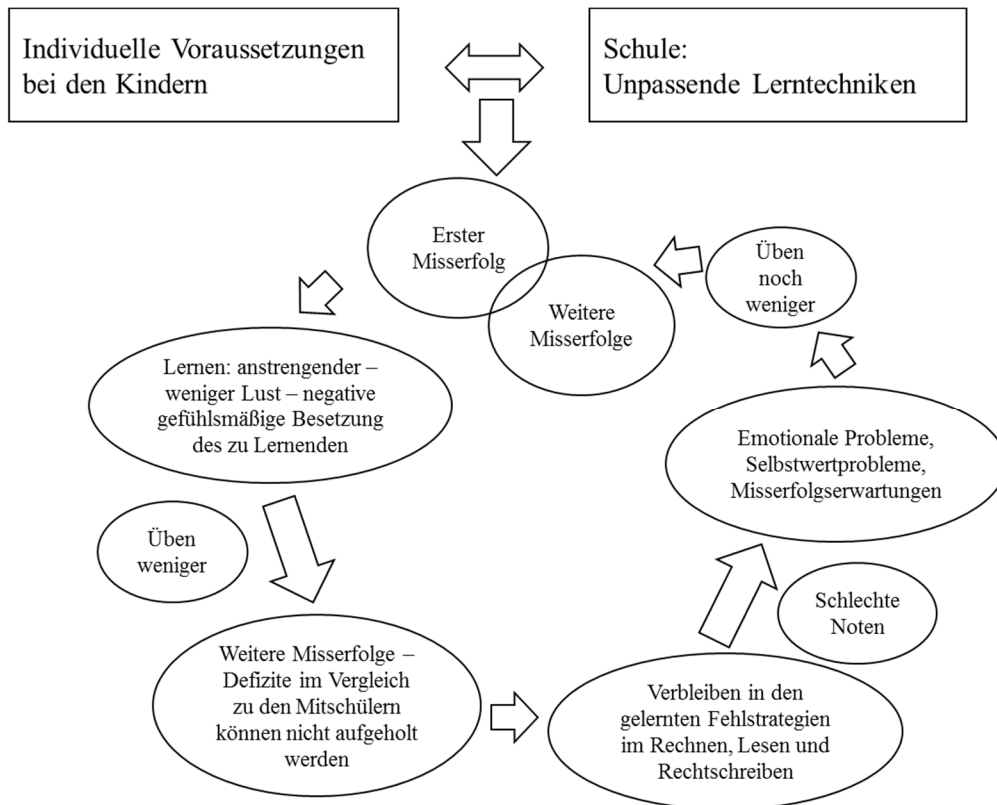 Individuelle Voraussetzungen
bei den Kindern
Schule:
Unpassende Lerntechniken
Erster
Misserfolg
Weitere
Misserfolge
Üben
noch
weniger
Lernen: anstrengender –
weniger Lust – negative
gefühlsmäßige Besetzung
des zu Lernenden
Emotionale Probleme,
Selbstwertprobleme,
Misserfolgserwartungen
Üben
weniger
Schlechte
Noten
Weitere Misserfolge –
Defizite im Vergleich
zu den Mitschülern
können nicht aufgeholt
werden
Verbleiben in den
gelernten Fehlstrategien
im Rechnen, Lesen und
Rechtschreiben